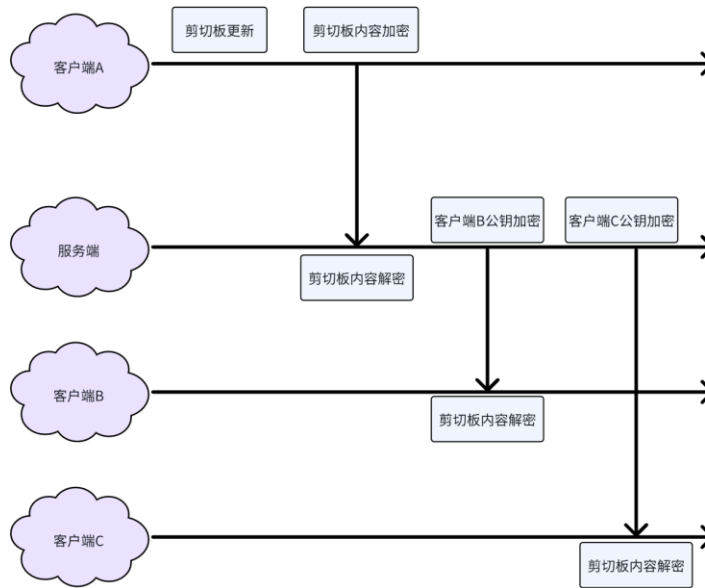 剪切板更新
剪切板内容加密
客户端A
客户端B公钥加密
客户端C公钥加密
服务端
剪切板内容解密
客户端B
剪切板内容解密
客户端C
剪切板内容解密